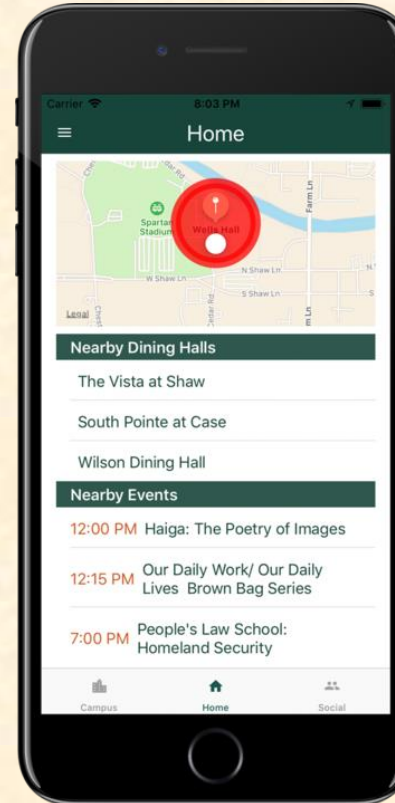 Carrier
8:03 PM
Home
Spartan
Stadium
Wells Hall
Farm Ln
W Shaw Ln
N Shaw Ln
S Shaw Ln
Legal
Nearby Dining Halls
The Vista at Shaw
South Pointe at Case
Wilson Dining Hall
Nearby Events
12:00 PM Haiga: The Poetry of Images
12:15 PM Our Daily Work/ Our Daily
Lives Brown Bag Series
7:00 PM People's Law School:
Homeland Security
Campus
Home
Social